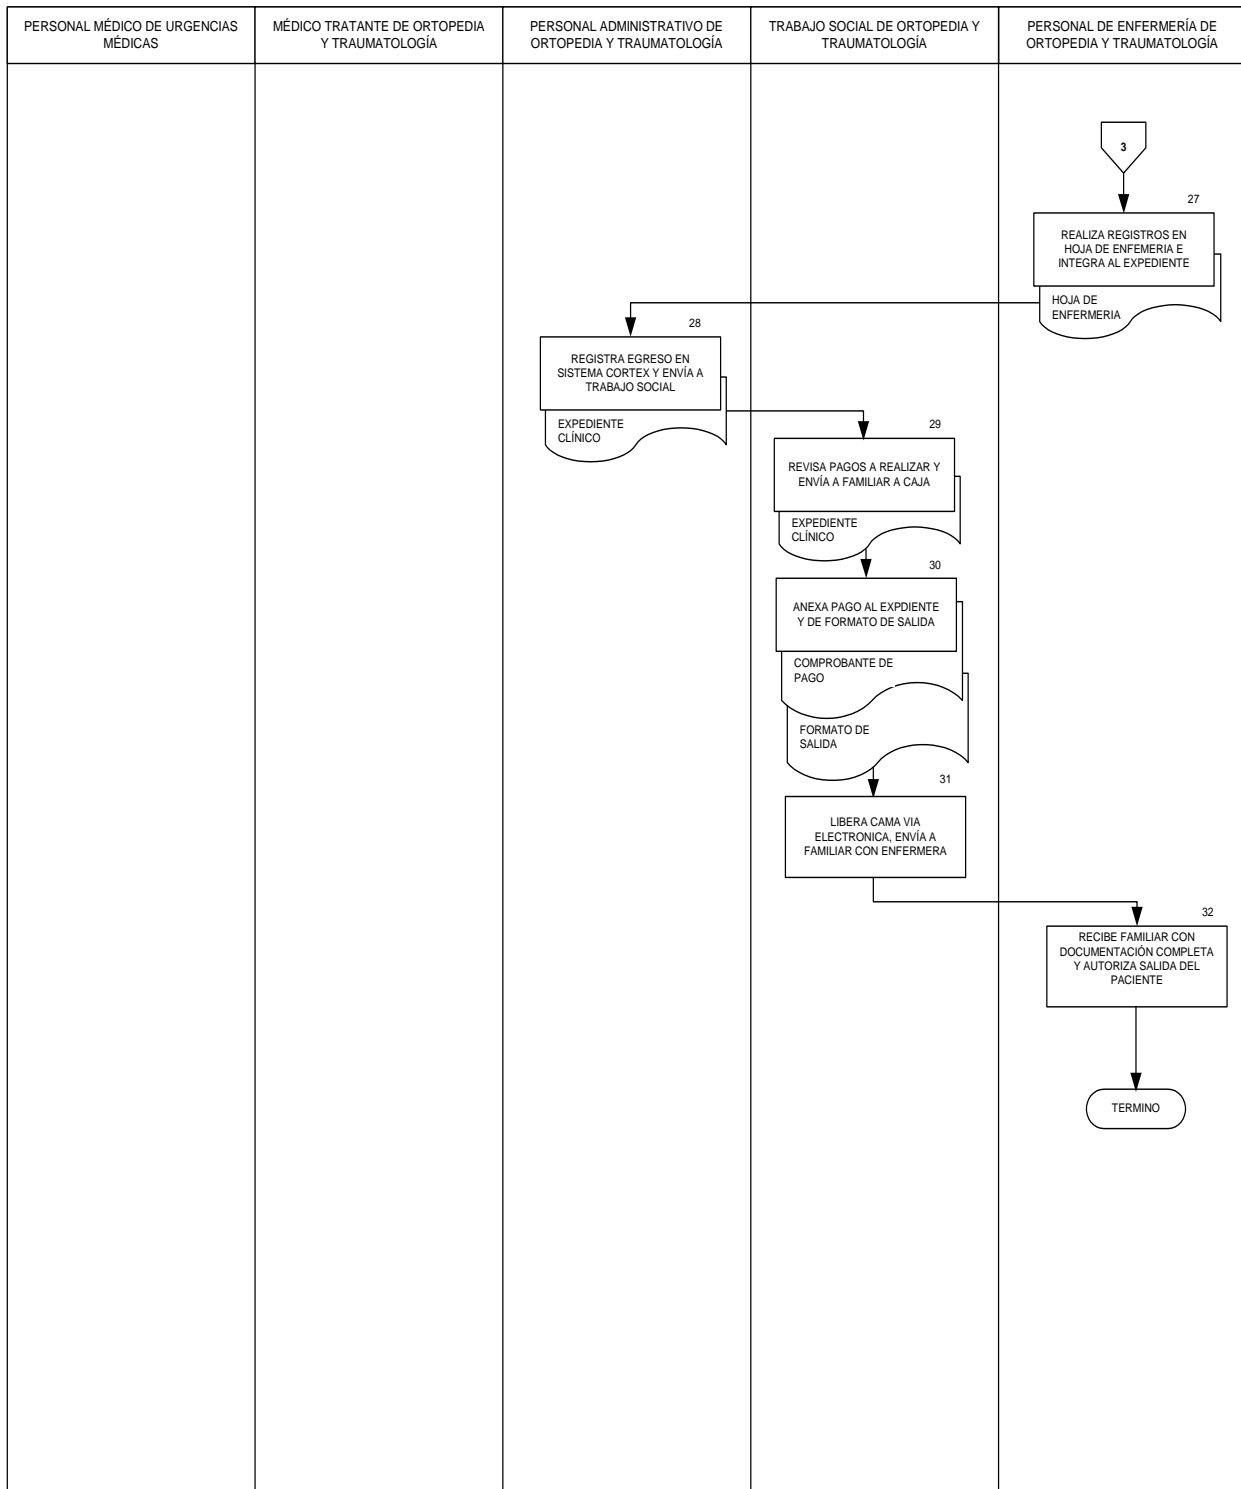 PERSONAL MÉDICO DE URGENCIAS
MÉDICAS
MÉDICO TRATANTE DE ORTOPEDIA
Y TRAUMATOLOGÍA
PERSONAL ADMINISTRATIVO DE
ORTOPEDIA Y TRAUMATOLOGÍA
TRABAJO SOCIAL DE ORTOPEDIA Y
TRAUMATOLOGÍA
PERSONAL DE ENFERMERÍA DE
ORTOPEDIA Y TRAUMATOLOGÍA
3
27
REALIZA REGISTROS EN
HOJA DE ENFEMERIA E
INTEGRA AL EXPEDIENTE
HOJA DE
ENFERMERIA
28
REGISTRA EGRESO EN
SISTEMA CORTEX Y ENVÍA A
TRABAJO SOCIAL
EXPEDIENTE
CLÍNICO
29
REVISA PAGOS A REALIZAR Y
ENVÍA A FAMILIAR A CAJA
EXPEDIENTE
CLÍNICO
30
ANEXA PAGO AL EXPDIENTE
Y DE FORMATO DE SALIDA
COMPROBANTE DE
PAGO
FORMATO DE
SALIDA
31
LIBERA CAMA VIA
ELECTRONICA, ENVÍA A
FAMILIAR CON ENFERMERA
32
RECIBE FAMILIAR CON
DOCUMENTACIÓN COMPLETA
Y AUTORIZA SALIDA DEL
PACIENTE
TERMINO